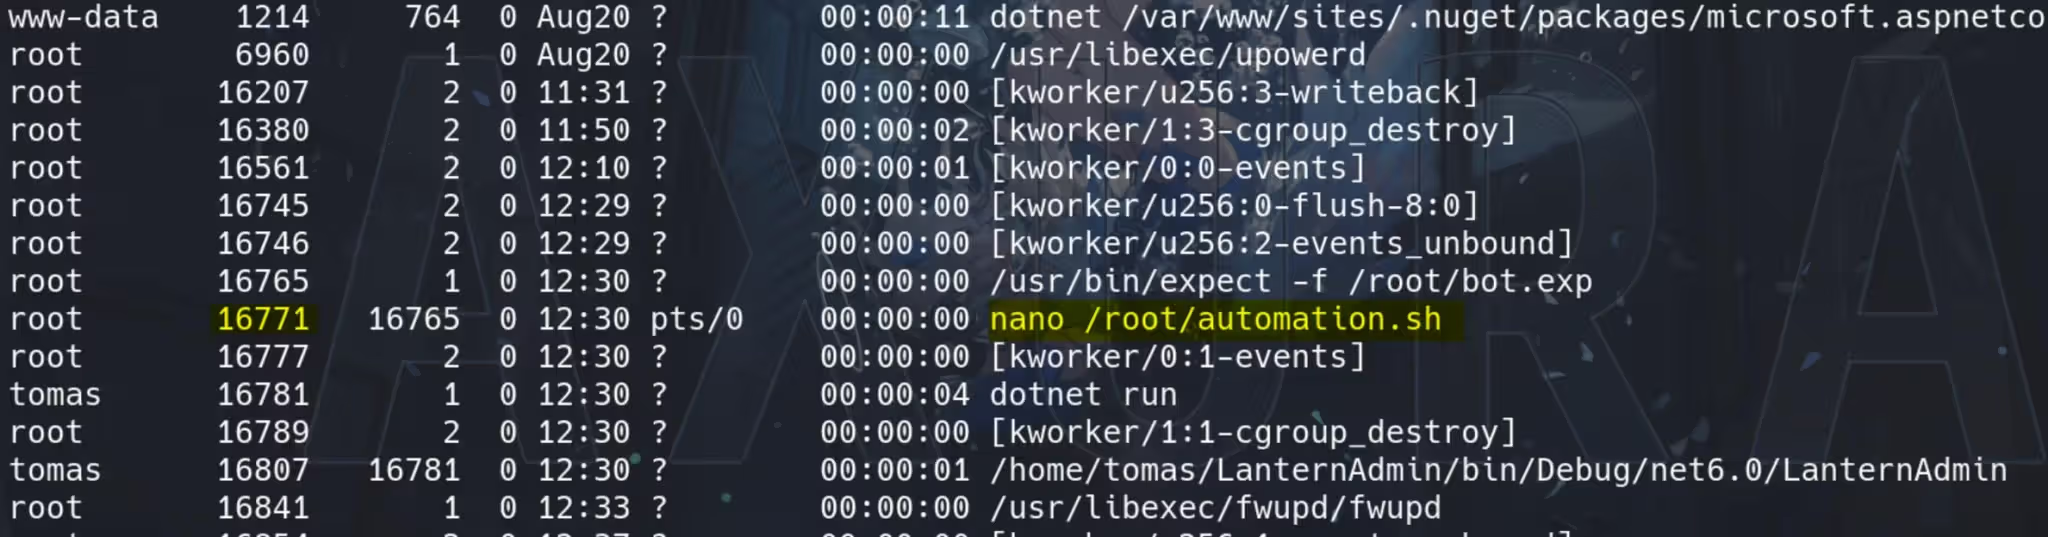 www-data 1214 764 0 Aug20 ? 00:00:11 dotnet /var/www/sites/.nuget/packages/microsoft.aspnetco
root 6960 1 0 Aug20 ? 00:00:00 /usr/libexec/upowerd
root 16207 2 0 11:31 ? 00:00:00 [kworker/u256:3-writeback]
root 16380 2 0 11:50 ? 00:00:02 [kworker/1:3-cgroup_destroy]
root 16561 2 0 12:10 ? 00:00:01 [kworker/0:0-events]
root 16745 2 0 12:29 ? 00:00:00 [kworker/u256:0-flush-8:0]
root 16746 2 0 12:29 ? 00:00:00 [kworker/u256:2-events_unbound]
root 16765 1 0 12:30 ? 00:00:00 /usr/bin/expect -f /root/bot.exp
root 16771 16765 0 12:30 pts/0 00:00:00 nano /root/automation.sh
root 16777 2 0 12:30 ? 00:00:00 [kworker/0:1-events]
tomas 16781 1 0 12:30 ? 00:00:04 dotnet run
root 16789 2 0 12:30 ? 00:00:00 [kworker/1:1-cgroup_destroy]
tomas 16807 16781 0 12:30 ? 00:00:01 /home/tomas/LanternAdmin/bin/Debug/net6.0/LanternAdmin
root 16841 1 0 12:33 ? 00:00:00 /usr/libexec/fwupd/fwupd
AXURA